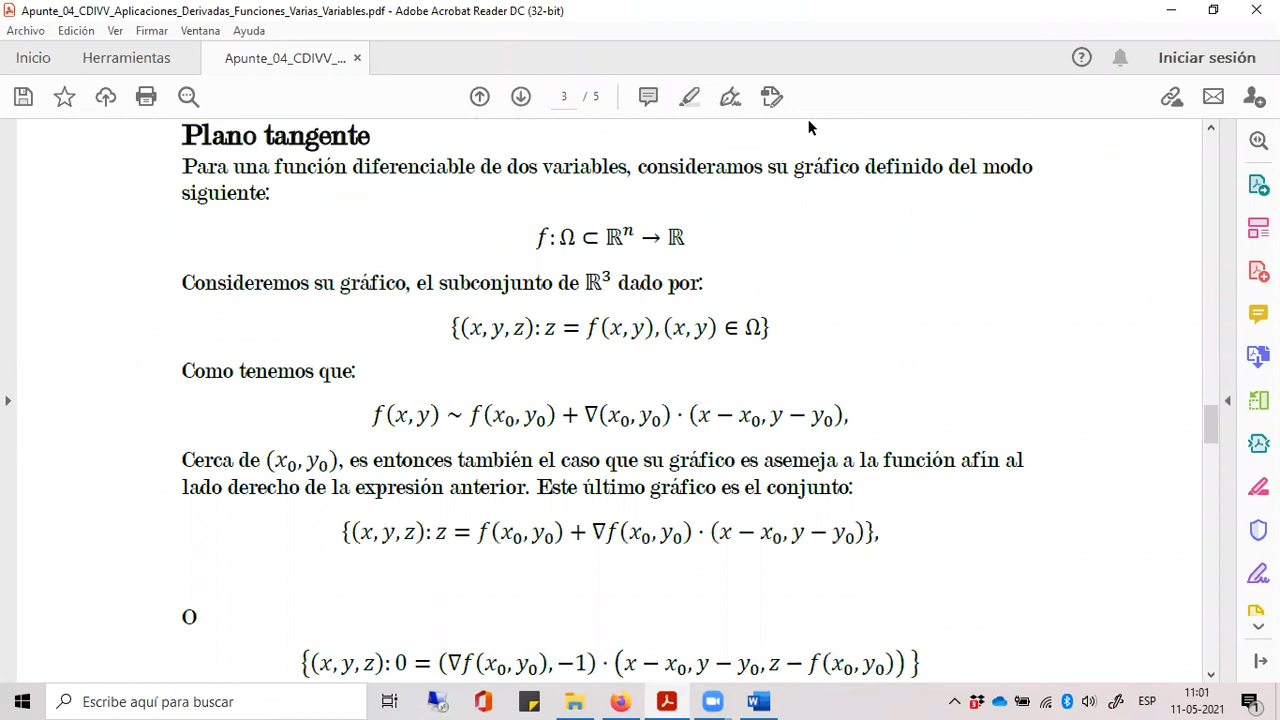 Apunte_04_CDIVV_Aplicaciones_Derivadas_Funciones_Varias_Variables.pdf - Adobe Acrobat Reader DC (32-bit)
Archivo Edición Ver Firmar Ventana Ayuda
Inicio Herramientas Apunte_04_CDIVV_... × Iniciar sesión
3 / 5
Plano tangente
Para una función diferenciable de dos variables, consideramos su gráfico definido del modo
siguiente:
f: Ω ⊂ ℝⁿ → ℝ
Consideremos su gráfico, el subconjunto de ℝ³ dado por:
{(x, y, z): z = f(x, y), (x, y) ∈ Ω}
Como tenemos que:
f(x, y) ~ f(x₀, y₀) + ∇(x₀, y₀) · (x − x₀, y − y₀),
Cerca de (x₀, y₀), es entonces también el caso que su gráfico es asemeja a la función afín al
lado derecho de la expresión anterior. Este último gráfico es el conjunto:
{(x, y, z): z = f(x₀, y₀) + ∇f(x₀, y₀) · (x − x₀, y − y₀)},
O
{(x, y, z): 0 = (∇f(x₀, y₀), −1) · (x − x₀, y − y₀, z − f(x₀, y₀))}
Escribe aquí para buscar
ESP
11:01
11-05-2021